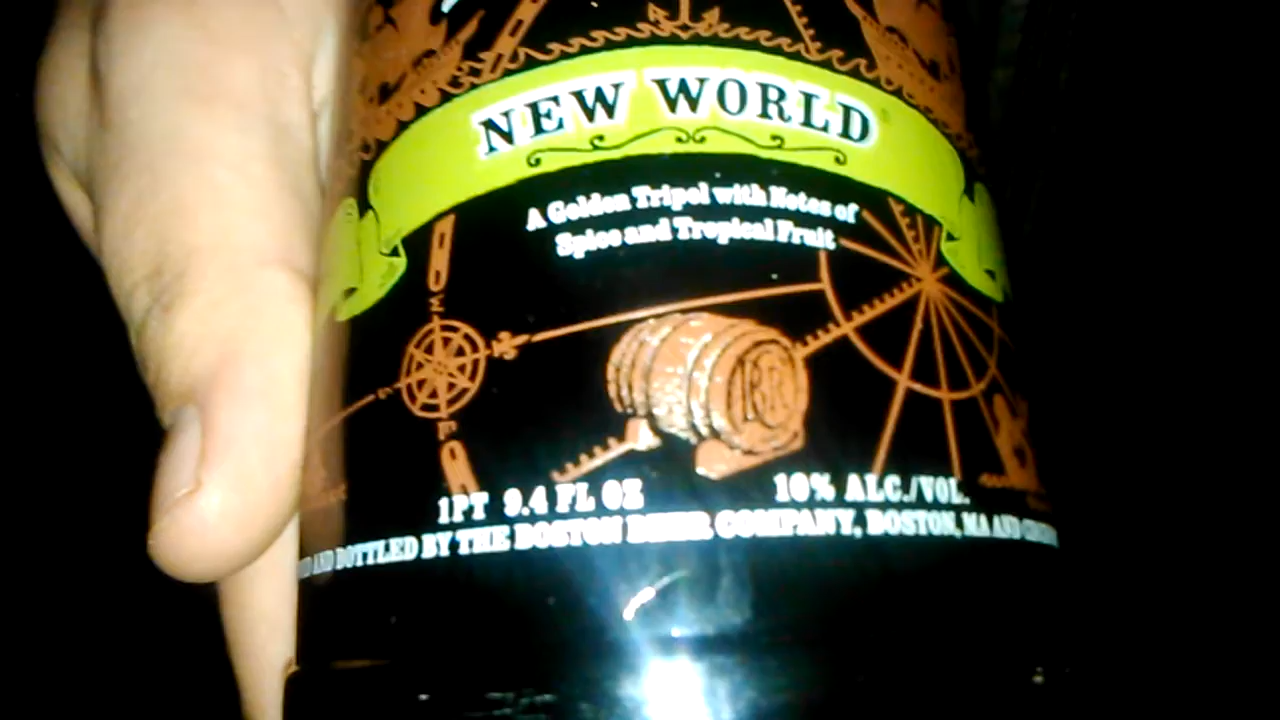 NEW WORLD
A Golden Tripel with Notes of
Spice and Tropical Fruit
W
BR
E
1PT 9.4 FL OZ 10% ALC./VOL.
AND BOTTLED BY THE BOSTON BEER COMPANY, BOSTON, MA AND